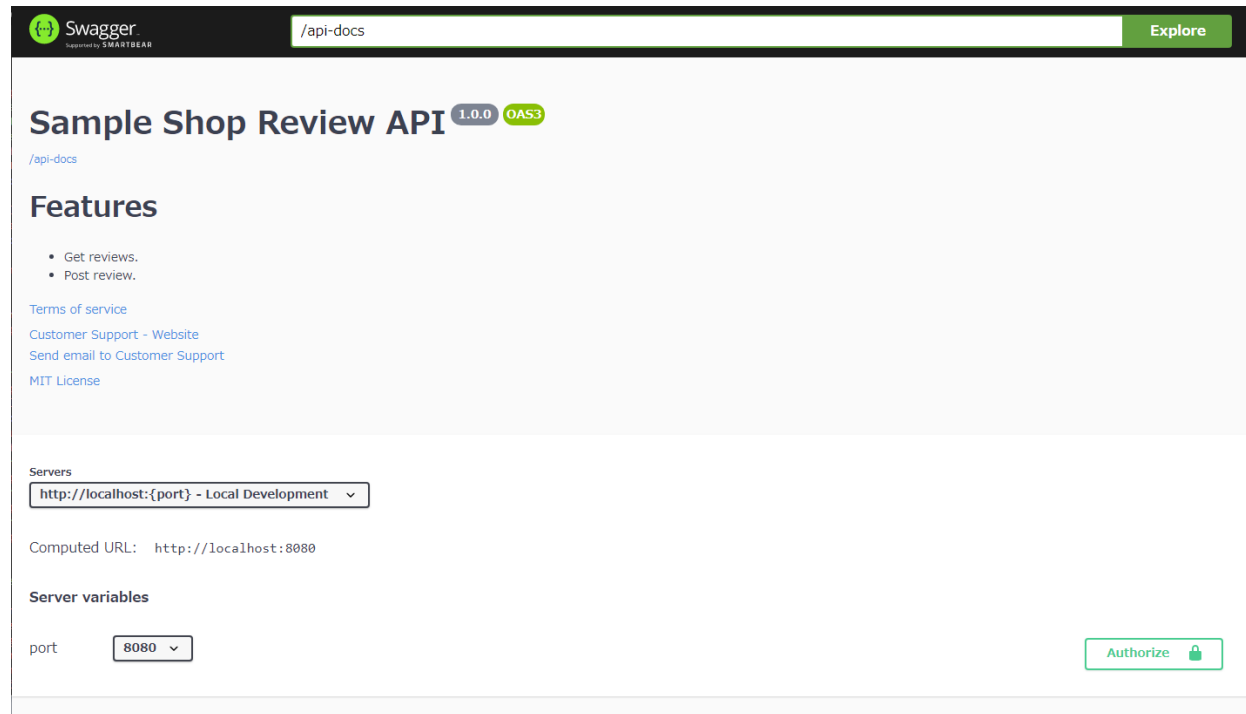 Swagger.
Supported by SMARTBEAR
/api-docs
Explore
Sample Shop Review API 1.0.0 OAS3
/api-docs
Features
Get reviews.
Post review.
Terms of service
Customer Support - Website
Send email to Customer Support
MIT License
Servers
http://localhost:{port} - Local Development
Computed URL: http://localhost:8080
Server variables
port 8080
Authorize